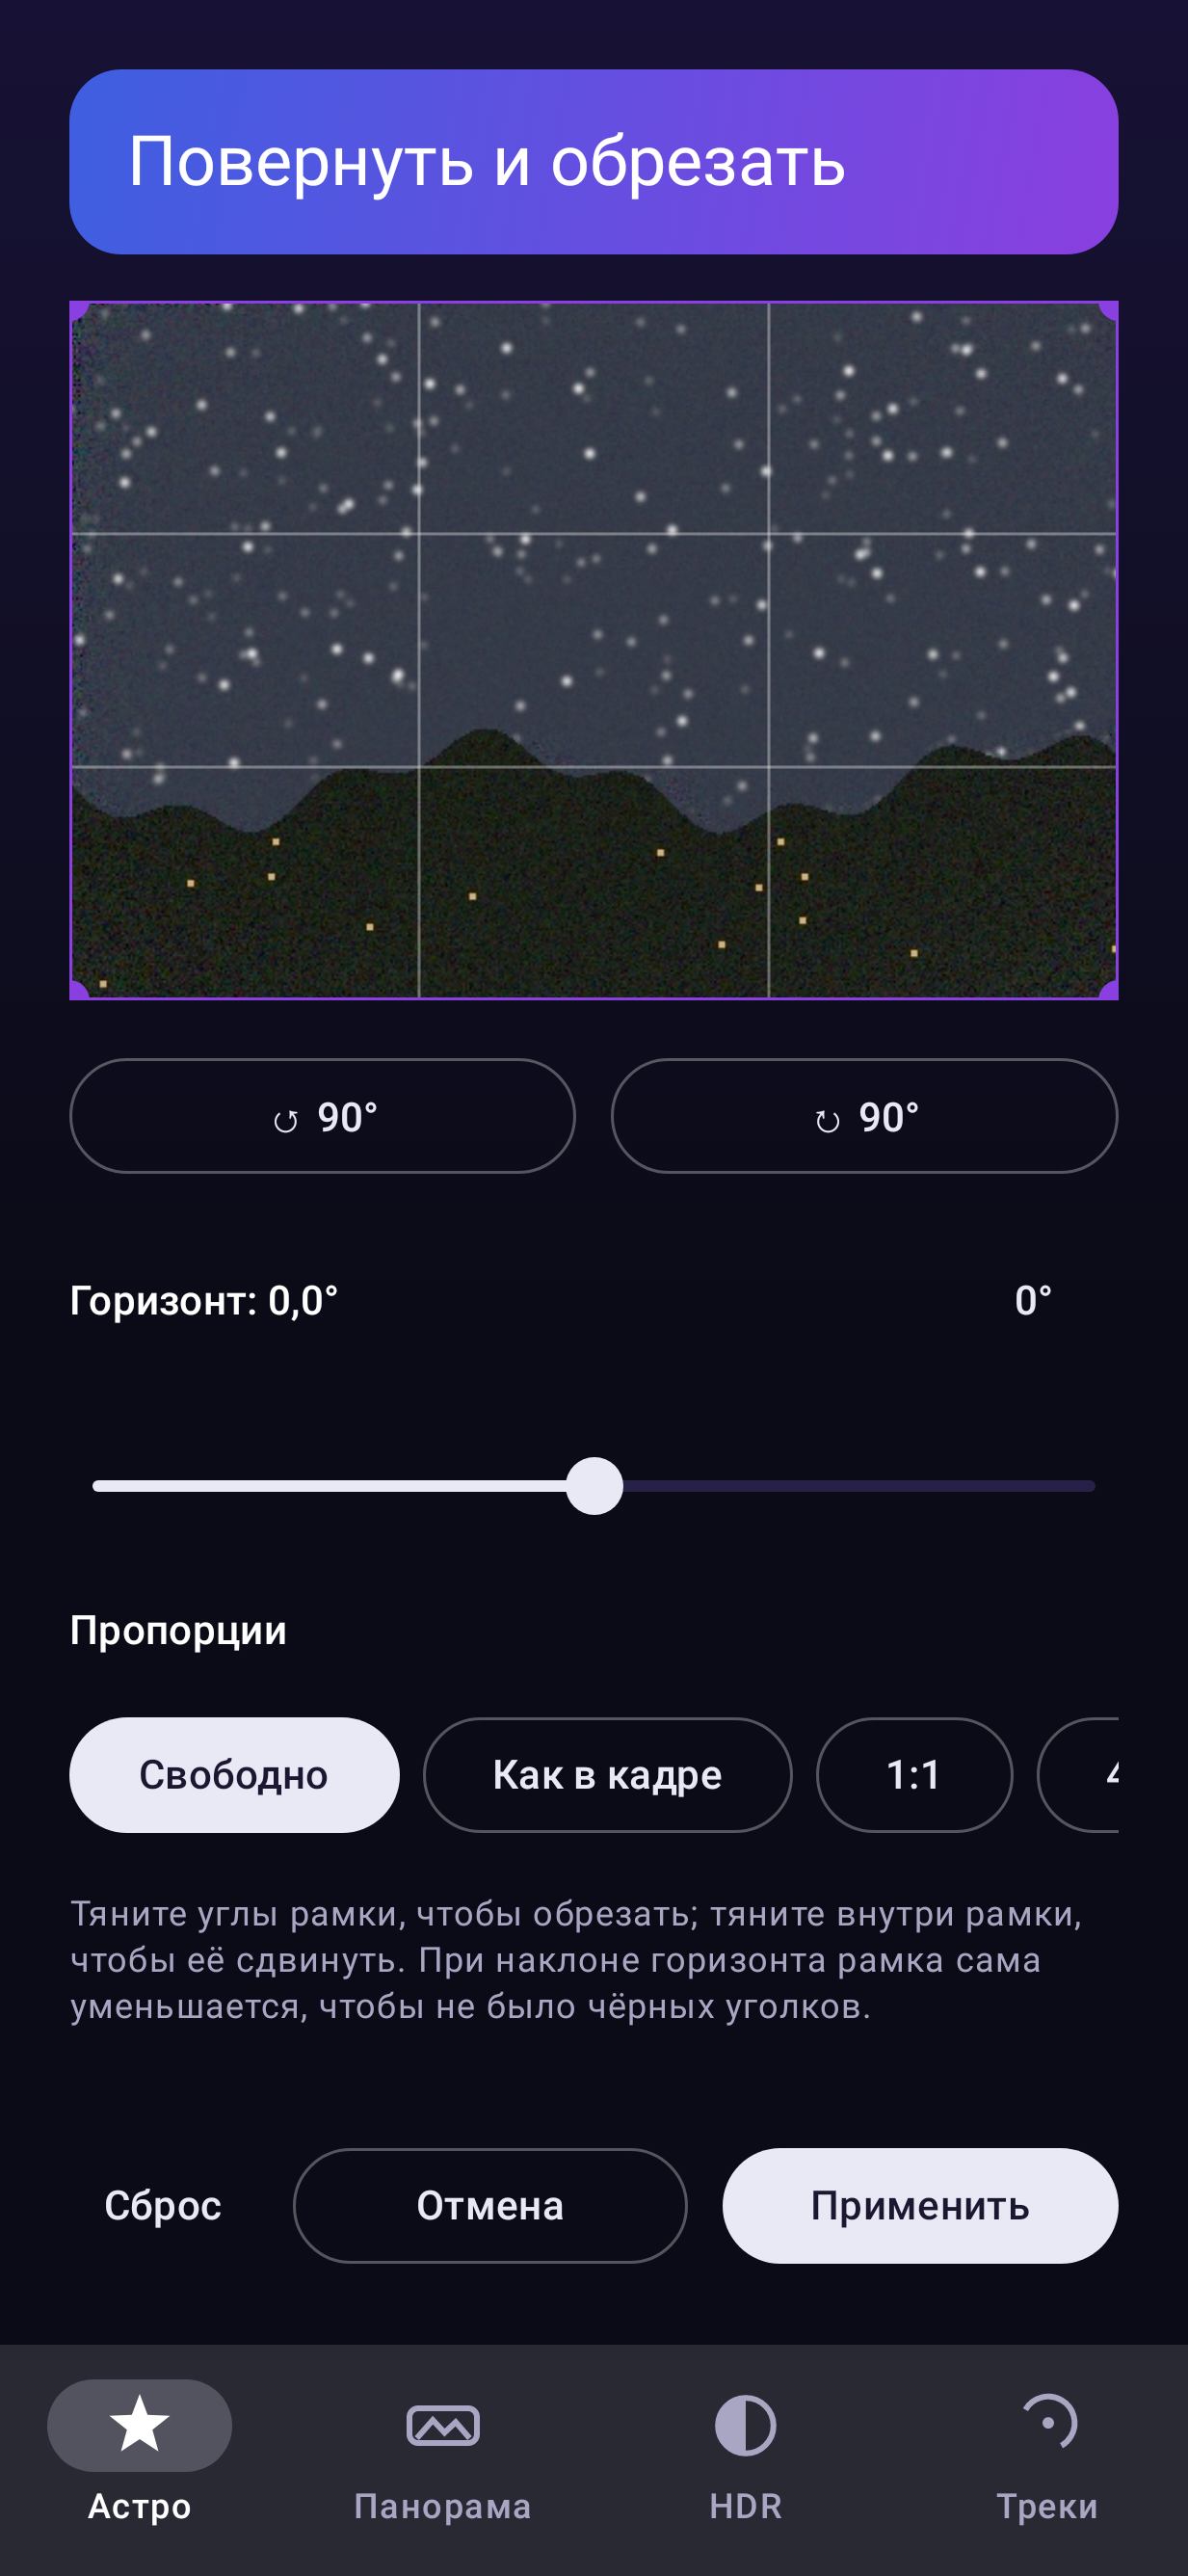 Повернуть и обрезать
↺ 90°
↻ 90°
Горизонт: 0,0°
0°
Пропорции
Свободно
Как в кадре
1:1
Тяните углы рамки, чтобы обрезать; тяните внутри рамки,
чтобы её сдвинуть. При наклоне горизонта рамка сама
уменьшается, чтобы не было чёрных уголков.
Сброс
Отмена
Применить
Астро
Панорама
HDR
Треки